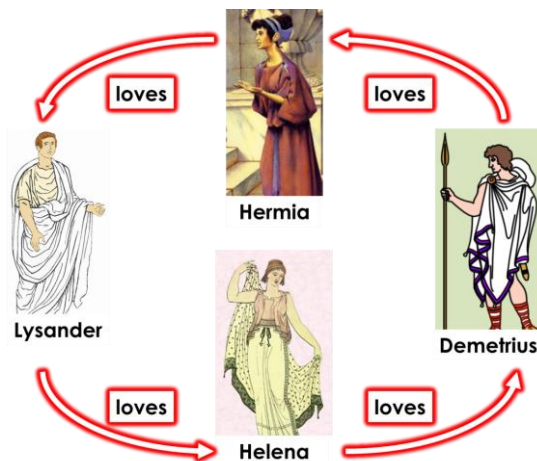 loves
loves
Hermia
Lysander
Demetrius
loves
loves
Helena